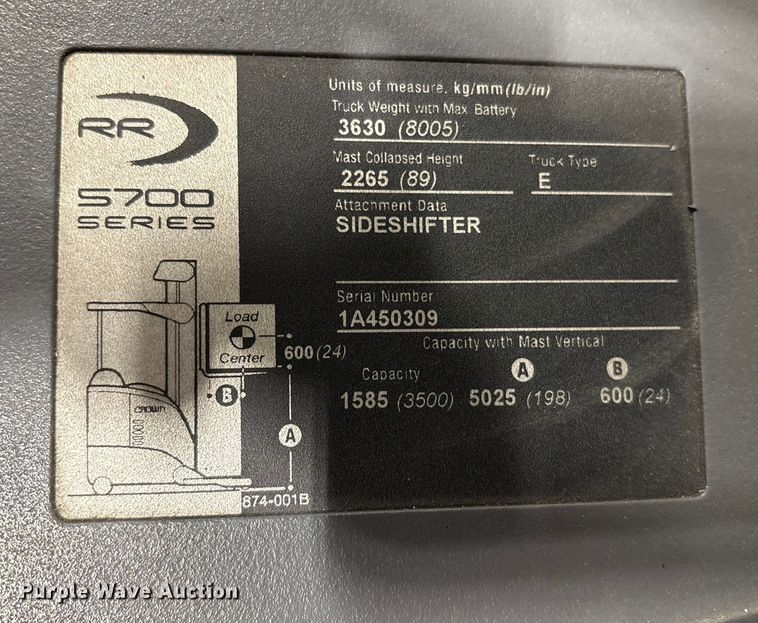 RR
5700
SERIES
Units of measure. kg/mm (lb/in)
Truck Weight with Max. Battery
3630 (8005)
Mast Collapsed Height Truck Type
2265 (89) E
Attachment Data
SIDESHIFTER
Serial Number
1A450309
Capacity with Mast Vertical
Capacity A B
1585 (3500) 5025 (198) 600 (24)
Load
Center
600 (24)
B
A
CROWN
874-001B
Purple Wave Auction